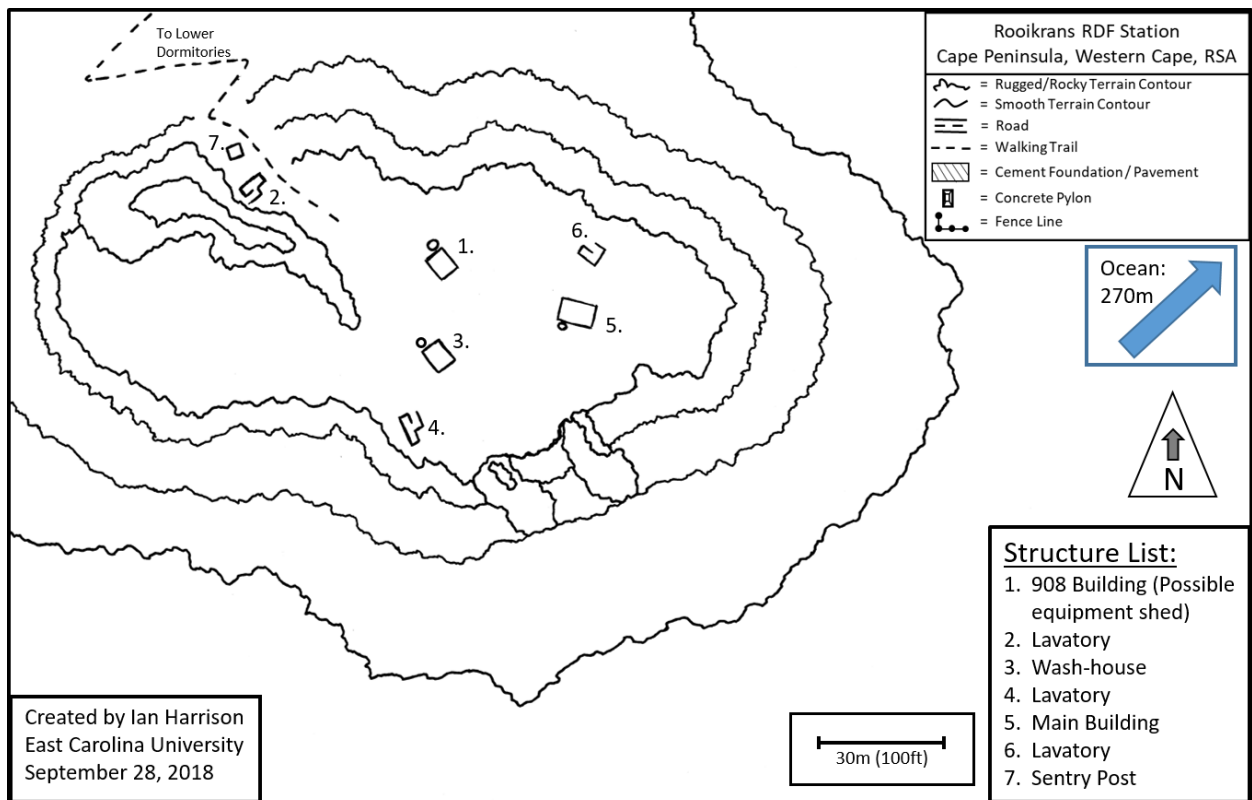 To Lower
Dormitories
Rooikrans RDF Station
Cape Peninsula, Western Cape, RSA
= Rugged/Rocky Terrain Contour
= Smooth Terrain Contour
= Road
= Walking Trail
= Cement Foundation / Pavement
= Concrete Pylon
= Fence Line
7.
2.
1.
6.
5.
3.
4.
Ocean:
270m
N
Structure List:
1. 908 Building (Possible
equipment shed)
2. Lavatory
3. Wash-house
4. Lavatory
5. Main Building
6. Lavatory
7. Sentry Post
Created by Ian Harrison
East Carolina University
September 28, 2018
30m (100ft)